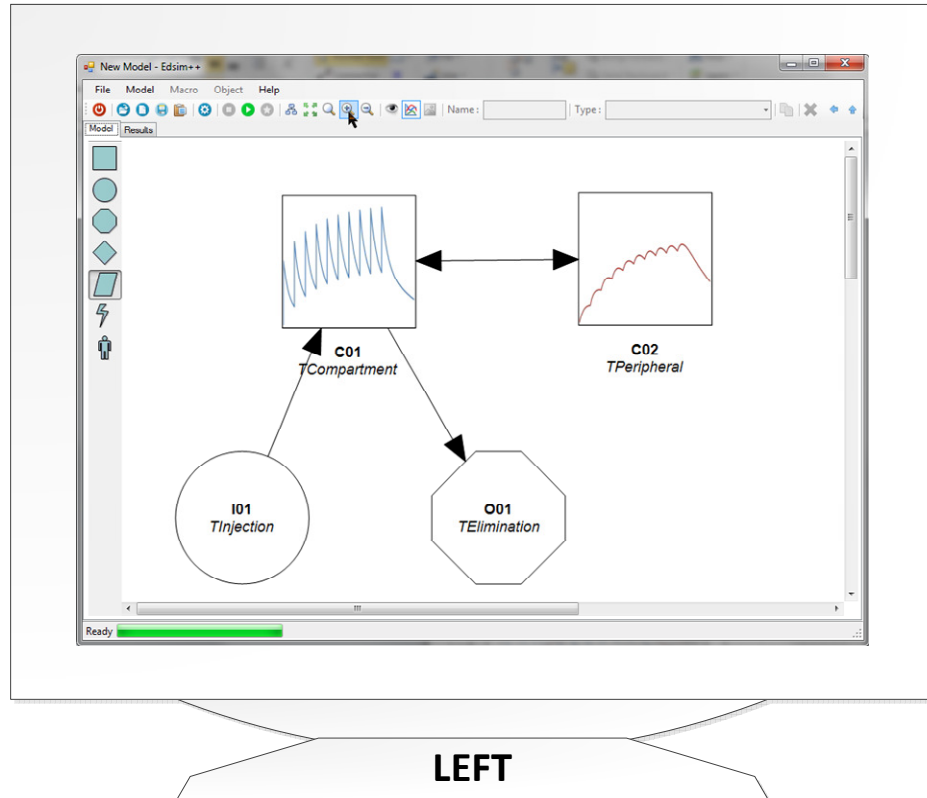 New Model - Edsim++
File Model Macro Object Help
Name: Type:
Model Results
C01
TCompartment
C02
TPeripheral
I01
TInjection
O01
TElimination
Ready
LEFT